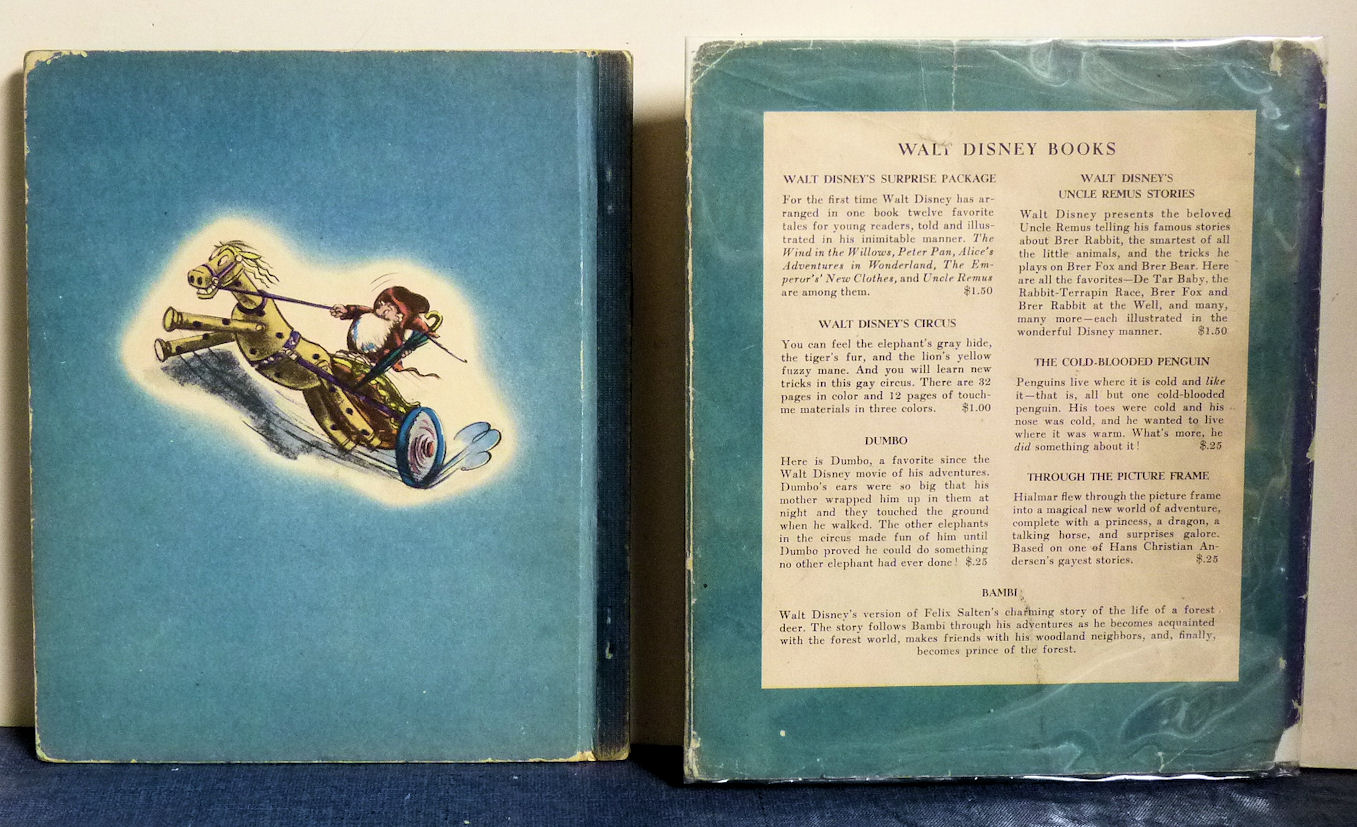 WALT DISNEY BOOKS
WALT DISNEY'S SURPRISE PACKAGE
For the first time Walt Disney has ar-
ranged in one book twelve favorite
tales for young readers, told and illus-
trated in his inimitable manner. The
Wind in the Willows, Peter Pan, Alice's
Adventures in Wonderland, The Em-
peror's' New Clothes, and Uncle Remus
are among them. $1.50
WALT DISNEY'S CIRCUS
You can feel the elephant's gray hide,
the tiger's fur, and the lion's yellow
fuzzy mane. And you will learn new
tricks in this gay circus. There are 32
pages in color and 12 pages of touch-
me materials in three colors. $1.00
DUMBO
Here is Dumbo, a favorite since the
Walt Disney movie of his adventures.
Dumbo's ears were so big that his
mother wrapped him up in them at
night and they touched the ground
when he walked. The other elephants
in the circus made fun of him until
Dumbo proved he could do something
no other elephant had ever done! $.25
WALT DISNEY'S
UNCLE REMUS STORIES
Walt Disney presents the beloved
Uncle Remus telling his famous stories
about Brer Rabbit, the smartest of all
the little animals, and the tricks he
plays on Brer Fox and Brer Bear. Here
are all the favorites—De Tar Baby, the
Rabbit-Terrapin Race, Brer Fox and
Brer Rabbit at the Well, and many,
many more—each illustrated in the
wonderful Disney manner. $1.50
THE COLD-BLOODED PENGUIN
Penguins live where it is cold and like
it—that is, all but one cold-blooded
penguin. His toes were cold and his
nose was cold, and he wanted to live
where it was warm. What's more, he
did something about it! $.25
THROUGH THE PICTURE FRAME
Hialmar flew through the picture frame
into a magical new world of adventure,
complete with a princess, a dragon, a
talking horse, and surprises galore.
Based on one of Hans Christian An-
dersen's gayest stories. $.25
BAMBI
Walt Disney's version of Felix Salten's charming story of the life of a forest
deer. The story follows Bambi through his adventures as he becomes acquainted
with the forest world, makes friends with his woodland neighbors, and, finally,
becomes prince of the forest.